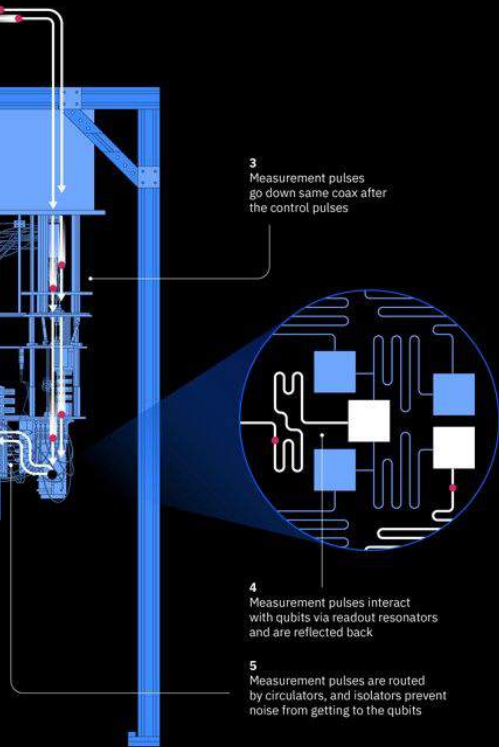 3
Measurement pulses
go down same coax after
the control pulses
4
Measurement pulses interact
with qubits via readout resonators
and are reflected back
5
Measurement pulses are routed
by circulators, and isolators prevent
noise from getting to the qubits